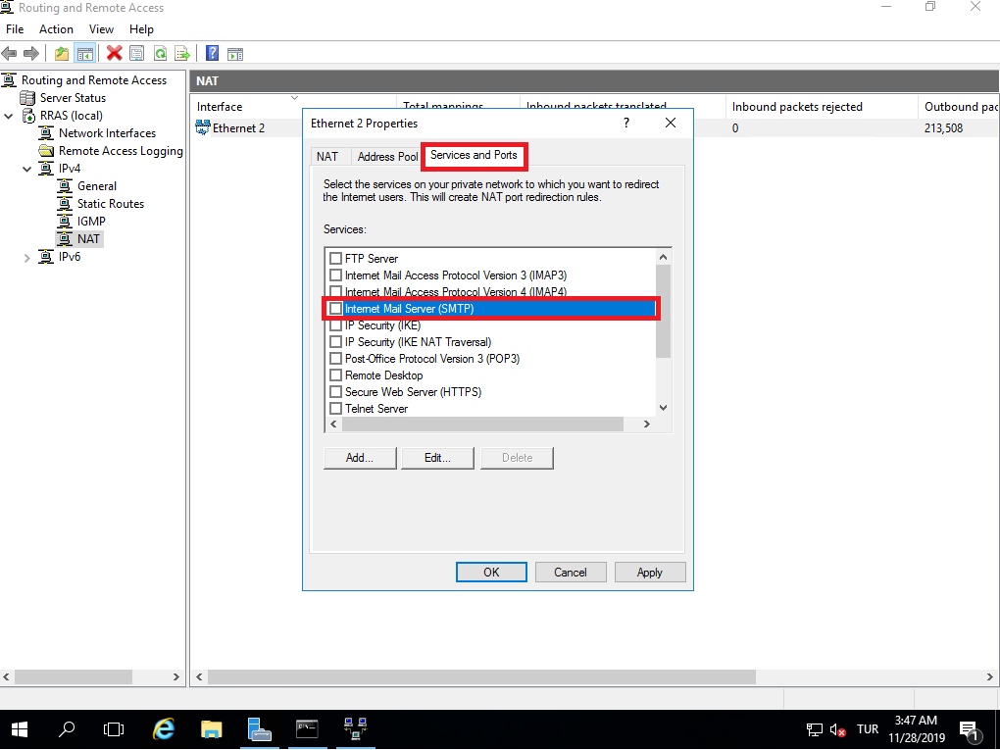 Routing and Remote Access
File Action View Help
Routing and Remote Access
Server Status
RRAS (local)
Network Interfaces
Remote Access Logging
IPv4
General
Static Routes
IGMP
NAT
IPv6
NAT
Interface Total mappings Inbound packets translated Inbound packets rejected Outbound pac
Ethernet 2 0 213,508
Ethernet 2 Properties
NAT Address Pool Services and Ports
Select the services on your private network to which you want to redirect
the Internet users. This will create NAT port redirection rules.
Services:
FTP Server
Internet Mail Access Protocol Version 3 (IMAP3)
Internet Mail Access Protocol Version 4 (IMAP4)
Internet Mail Server (SMTP)
IP Security (IKE)
IP Security (IKE NAT Traversal)
Post-Office Protocol Version 3 (POP3)
Remote Desktop
Secure Web Server (HTTPS)
Telnet Server
Add... Edit... Delete
OK Cancel Apply
TUR
3:47 AM
11/28/2019
1